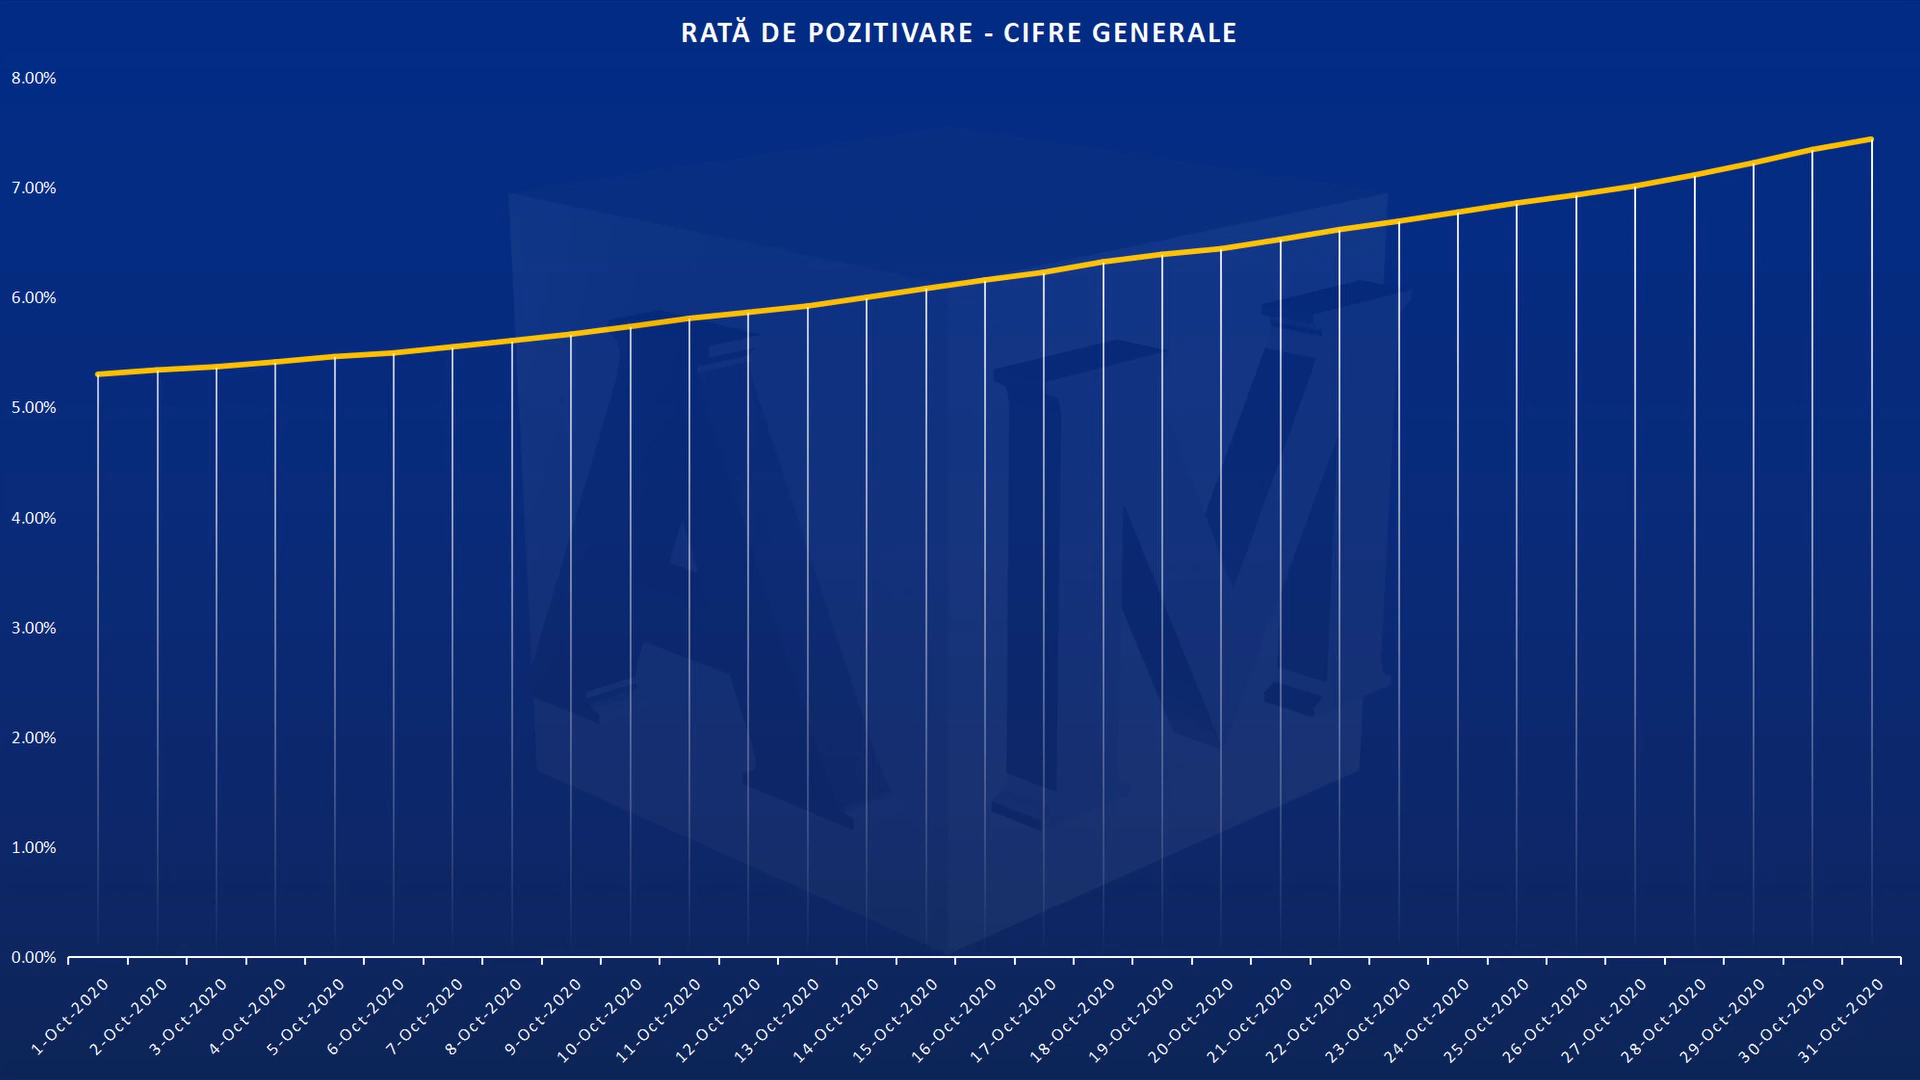 RATĂ DE POZITIVARE - CIFRE GENERALE
8.00%
7.00%
6.00%
5.00%
4.00%
3.00%
2.00%
1.00%
0.00%
1-Oct-2020
2-Oct-2020
3-Oct-2020
4-Oct-2020
5-Oct-2020
6-Oct-2020
7-Oct-2020
8-Oct-2020
9-Oct-2020
10-Oct-2020
11-Oct-2020
12-Oct-2020
13-Oct-2020
14-Oct-2020
15-Oct-2020
16-Oct-2020
17-Oct-2020
18-Oct-2020
19-Oct-2020
20-Oct-2020
21-Oct-2020
22-Oct-2020
23-Oct-2020
24-Oct-2020
25-Oct-2020
26-Oct-2020
27-Oct-2020
28-Oct-2020
29-Oct-2020
30-Oct-2020
31-Oct-2020
AM